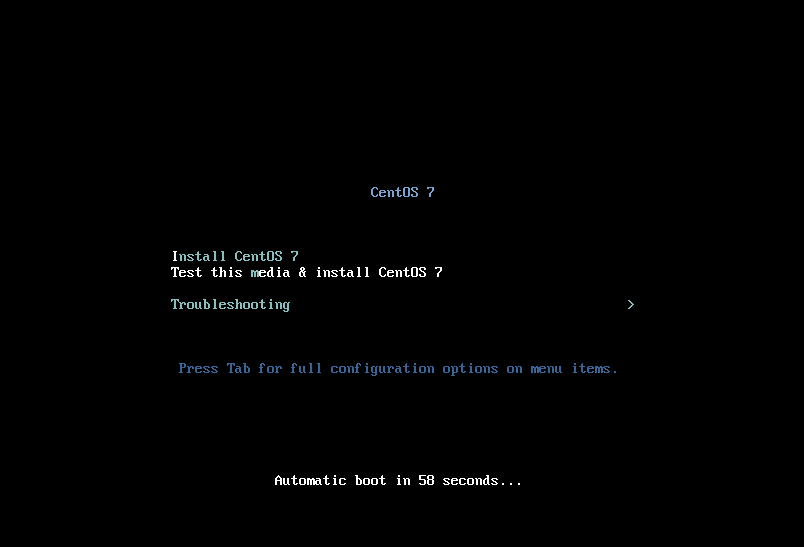 CentOS 7
Install CentOS 7
Test this media & install CentOS 7
Troubleshooting >
Press Tab for full configuration options on menu items.
Automatic boot in 58 seconds...